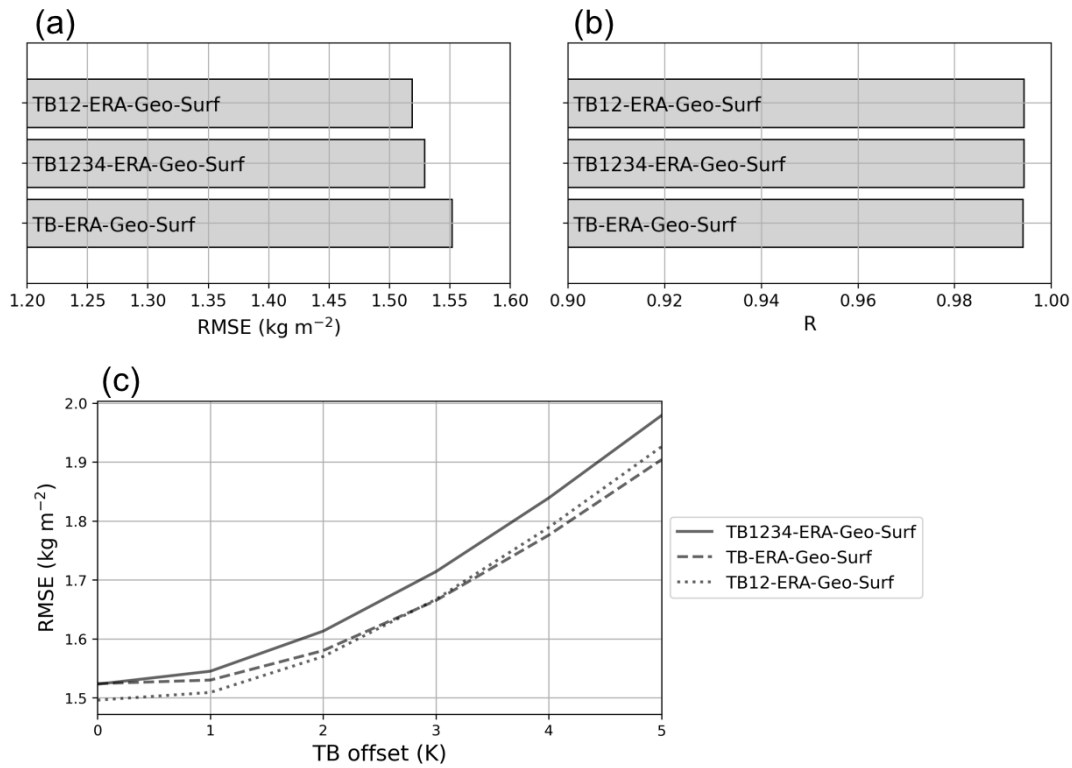 (a)
TB12-ERA-Geo-Surf
TB1234-ERA-Geo-Surf
TB-ERA-Geo-Surf
1.20 1.25 1.30 1.35 1.40 1.45 1.50 1.55 1.60
RMSE (kg m⁻²)
(b)
TB12-ERA-Geo-Surf
TB1234-ERA-Geo-Surf
TB-ERA-Geo-Surf
0.90 0.92 0.94 0.96 0.98 1.00
R
(c)
2.0
1.9
1.8
1.7
1.6
1.5
RMSE (kg m⁻²)
0 1 2 3 4 5
TB offset (K)
TB1234-ERA-Geo-Surf
TB-ERA-Geo-Surf
TB12-ERA-Geo-Surf